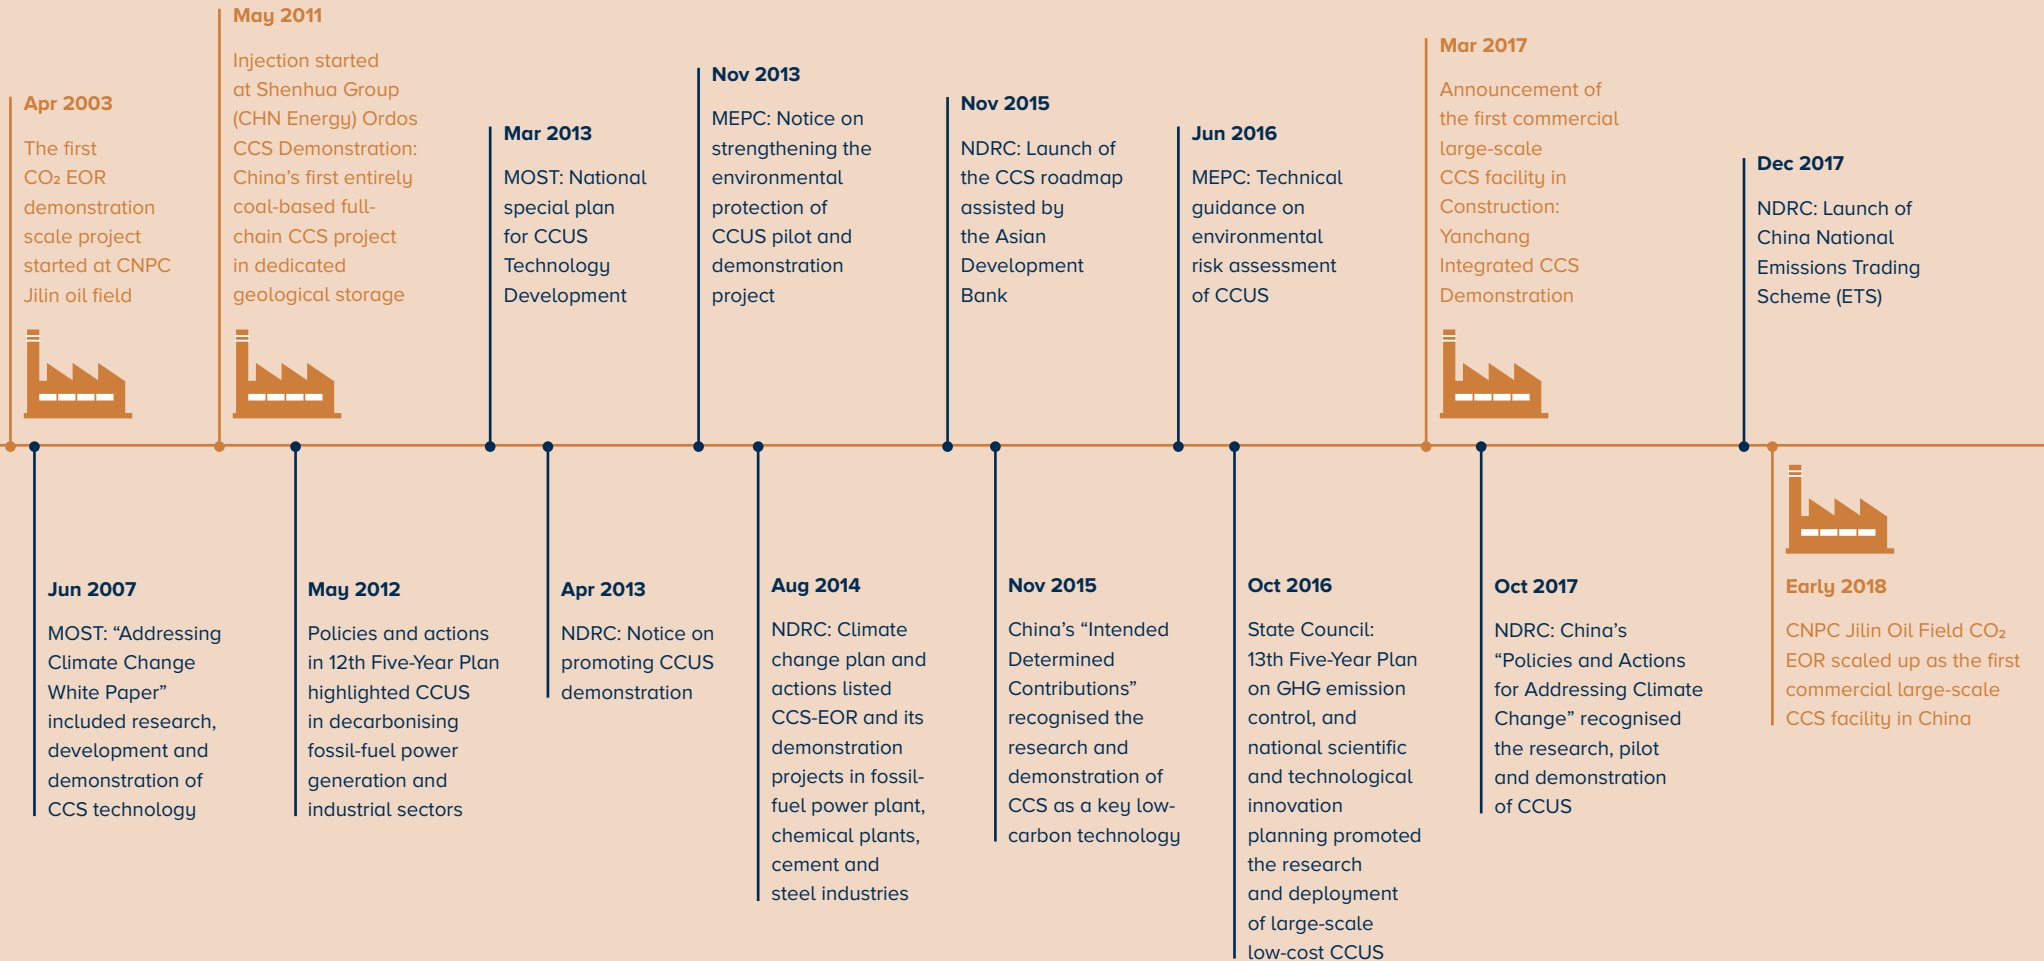 Apr 2003
The first
CO₂ EOR
demonstration
scale project
started at CNPC
Jilin oil field
May 2011
Injection started
at Shenhua Group
(CHN Energy) Ordos
CCS Demonstration:
China's first entirely
coal-based full-
chain CCS project
in dedicated
geological storage
Mar 2013
MOST: National
special plan
for CCUS
Technology
Development
Nov 2013
MEPC: Notice on
strengthening the
environmental
protection of
CCUS pilot and
demonstration
project
Nov 2015
NDRC: Launch of
the CCS roadmap
assisted by
the Asian
Development
Bank
Jun 2016
MEPC: Technical
guidance on
environmental
risk assessment
of CCUS
Mar 2017
Announcement of
the first commercial
large-scale
CCS facility in
Construction:
Yanchang
Integrated CCS
Demonstration
Dec 2017
NDRC: Launch of
China National
Emissions Trading
Scheme (ETS)
Jun 2007
MOST: “Addressing
Climate Change
White Paper”
included research,
development and
demonstration of
CCS technology
May 2012
Policies and actions
in 12th Five-Year Plan
highlighted CCUS
in decarbonising
fossil-fuel power
generation and
industrial sectors
Apr 2013
NDRC: Notice on
promoting CCUS
demonstration
Aug 2014
NDRC: Climate
change plan and
actions listed
CCS-EOR and its
demonstration
projects in fossil-
fuel power plant,
chemical plants,
cement and
steel industries
Nov 2015
China's “Intended
Determined
Contributions”
recognised the
research and
demonstration of
CCS as a key low-
carbon technology
Oct 2016
State Council:
13th Five-Year Plan
on GHG emission
control, and
national scientific
and technological
innovation
planning promoted
the research
and deployment
of large-scale
low-cost CCUS
Oct 2017
NDRC: China's
“Policies and Actions
for Addressing Climate
Change” recognised
the research, pilot
and demonstration
of CCUS
Early 2018
CNPC Jilin Oil Field CO₂
EOR scaled up as the first
commercial large-scale
CCS facility in China